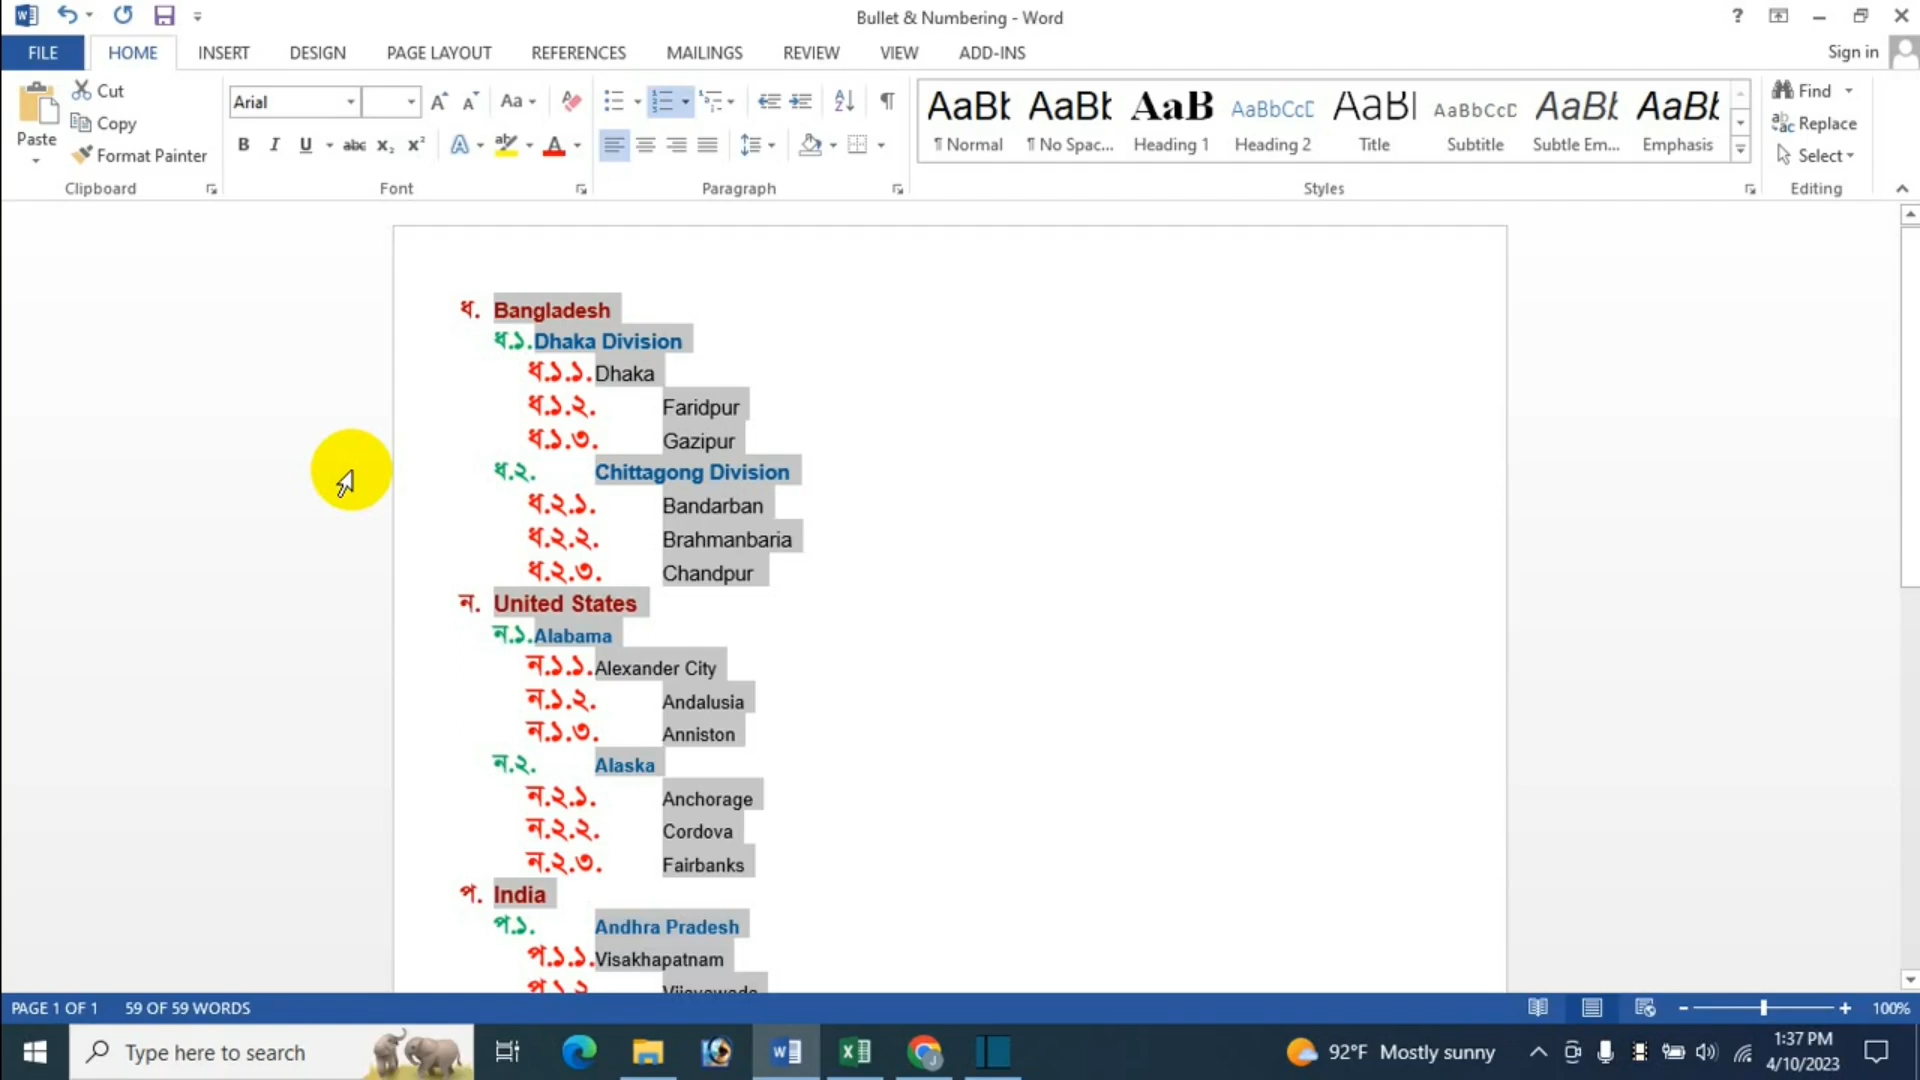 Bullet & Numbering - Word
FILE HOME INSERT DESIGN PAGE LAYOUT REFERENCES MAILINGS REVIEW VIEW ADD-INS Sign in
Paste Cut Copy Format Painter
Arial
AaBb AaBb AaB AaBbCcD AaBl AaBbCcD AaBb AaBb
¶ Normal ¶ No Spac... Heading 1 Heading 2 Title Subtitle Subtle Em... Emphasis
Find Replace Select
Clipboard Font Paragraph Styles Editing
ধ. Bangladesh
ধ.১. Dhaka Division
ধ.১.১. Dhaka
ধ.১.২. Faridpur
ধ.১.৩. Gazipur
ধ.২. Chittagong Division
ধ.২.১. Bandarban
ধ.২.২. Brahmanbaria
ধ.২.৩. Chandpur
ন. United States
ন.১. Alabama
ন.১.১. Alexander City
ন.১.২. Andalusia
ন.১.৩. Anniston
ন.২. Alaska
ন.২.১. Anchorage
ন.২.২. Cordova
ন.২.৩. Fairbanks
প. India
প.১. Andhra Pradesh
প.১.১. Visakhapatnam
প.১.২ Vijayawada
PAGE 1 OF 1 59 OF 59 WORDS 100%
Type here to search 92°F Mostly sunny 1:37 PM
4/10/2023